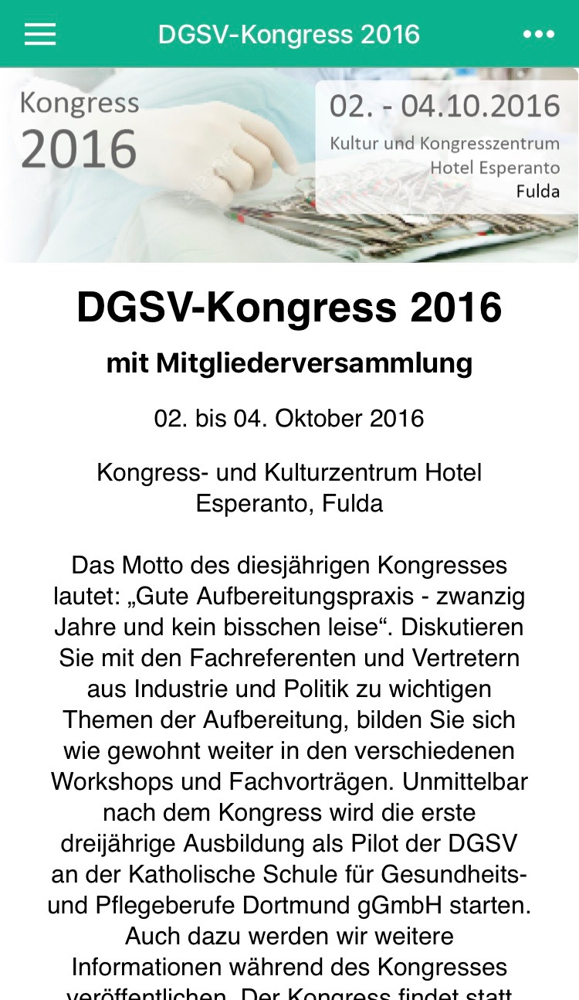 DGSV-Kongress 2016
Kongress
2016
02. - 04.10.2016
Kultur und Kongresszentrum
Hotel Esperanto
Fulda
DGSV-Kongress 2016
mit Mitgliederversammlung
02. bis 04. Oktober 2016
Kongress- und Kulturzentrum Hotel
Esperanto, Fulda
Das Motto des diesjährigen Kongresses
lautet: „Gute Aufbereitungspraxis - zwanzig
Jahre und kein bisschen leise“. Diskutieren
Sie mit den Fachreferenten und Vertretern
aus Industrie und Politik zu wichtigen
Themen der Aufbereitung, bilden Sie sich
wie gewohnt weiter in den verschiedenen
Workshops und Fachvorträgen. Unmittelbar
nach dem Kongress wird die erste
dreijährige Ausbildung als Pilot der DGSV
an der Katholische Schule für Gesundheits-
und Pflegeberufe Dortmund gGmbH starten.
Auch dazu werden wir weitere
Informationen während des Kongresses
veröffentlichen. Der Kongress findet statt